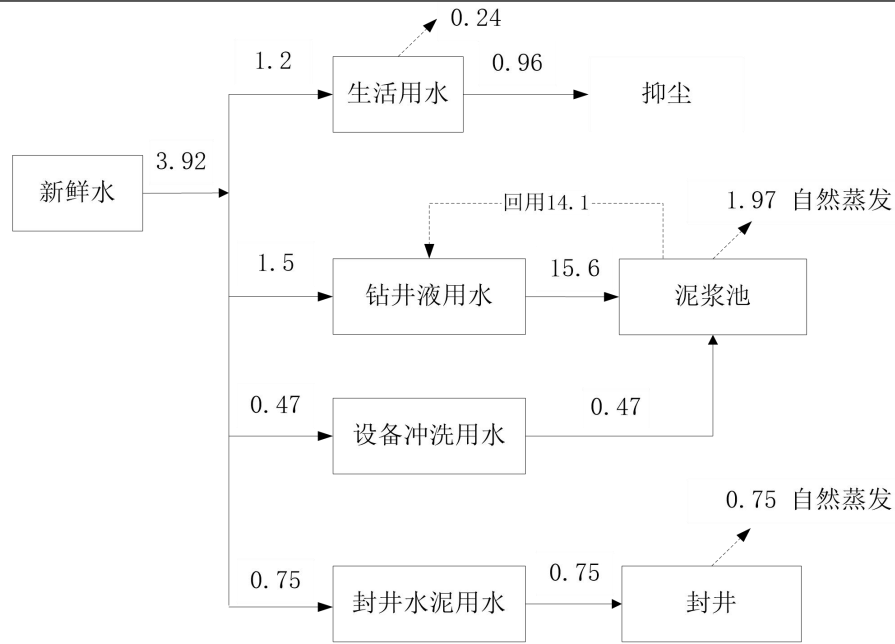 0.24
1.2
生活用水
0.96
抑尘
新鲜水
3.92
回用14.1
1.97 自然蒸发
1.5
钻井液用水
15.6
泥浆池
0.47
设备冲洗用水
0.47
0.75 自然蒸发
0.75
封井水泥用水
0.75
封井